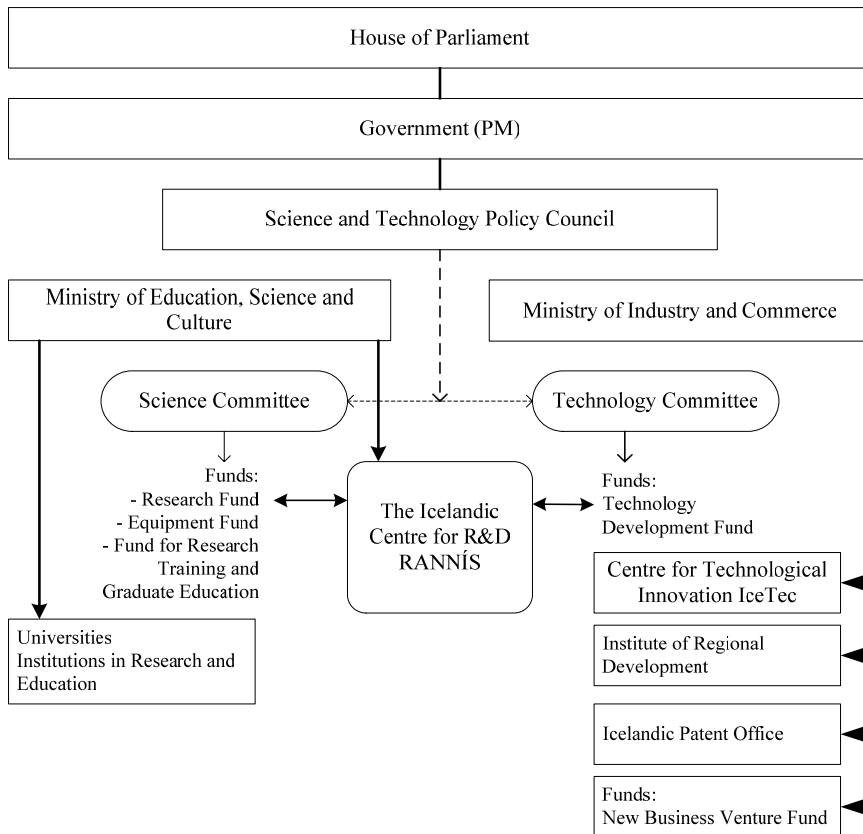 House of Parliament
Government (PM)
Science and Technology Policy Council
Ministry of Education, Science and
Culture
Ministry of Industry and Commerce
Science Committee
Technology Committee
Funds:
- Research Fund
- Equipment Fund
- Fund for Research
Training and
Graduate Education
The Icelandic
Centre for R&D
RANNÍS
Funds:
Technology
Development Fund
Centre for Technological
Innovation IceTec
Universities
Institutions in Research and
Education
Institute of Regional
Development
Icelandic Patent Office
Funds:
New Business Venture Fund